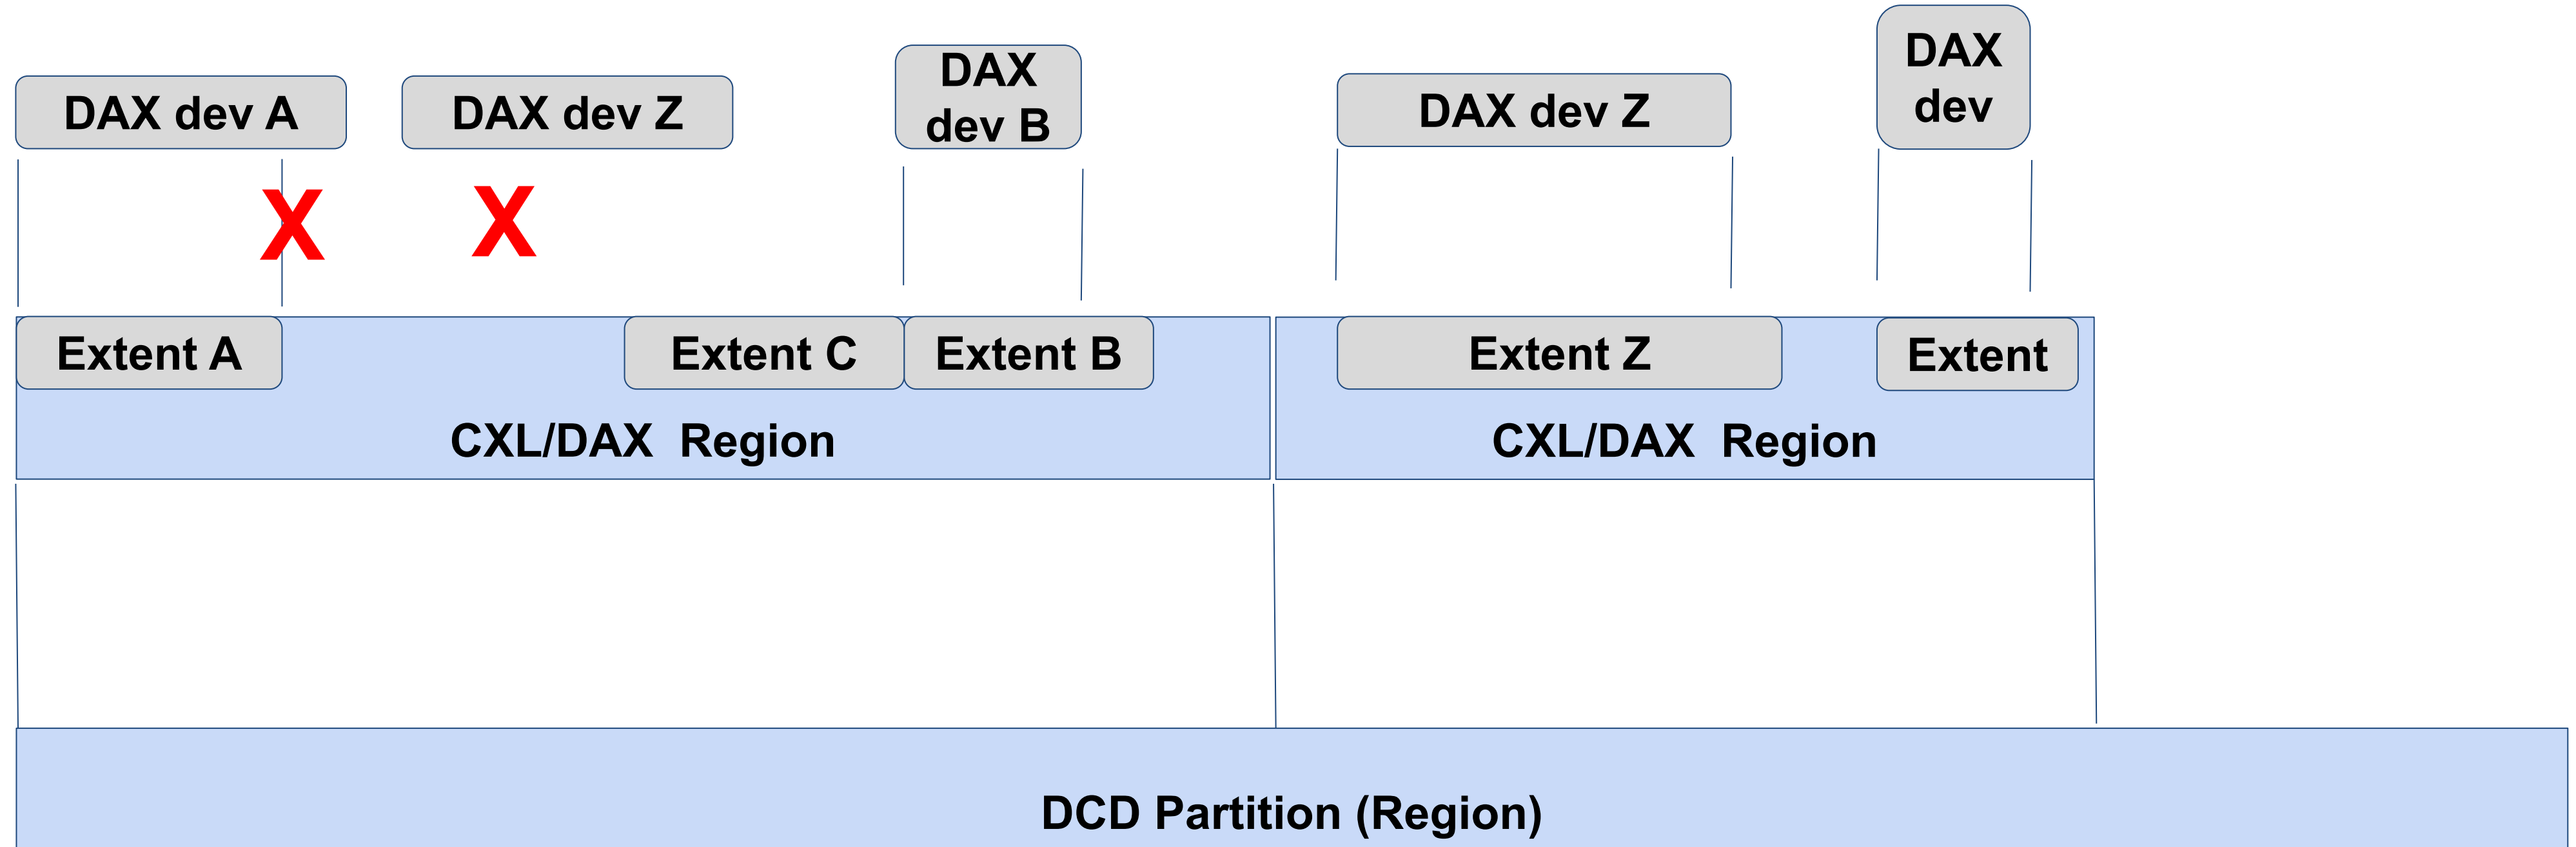 DAX dev A
DAX dev Z
DAX
dev B
DAX dev Z
DAX
dev
X
X
Extent A
Extent C
Extent B
Extent Z
Extent
CXL/DAX  Region
CXL/DAX  Region
DCD Partition (Region)